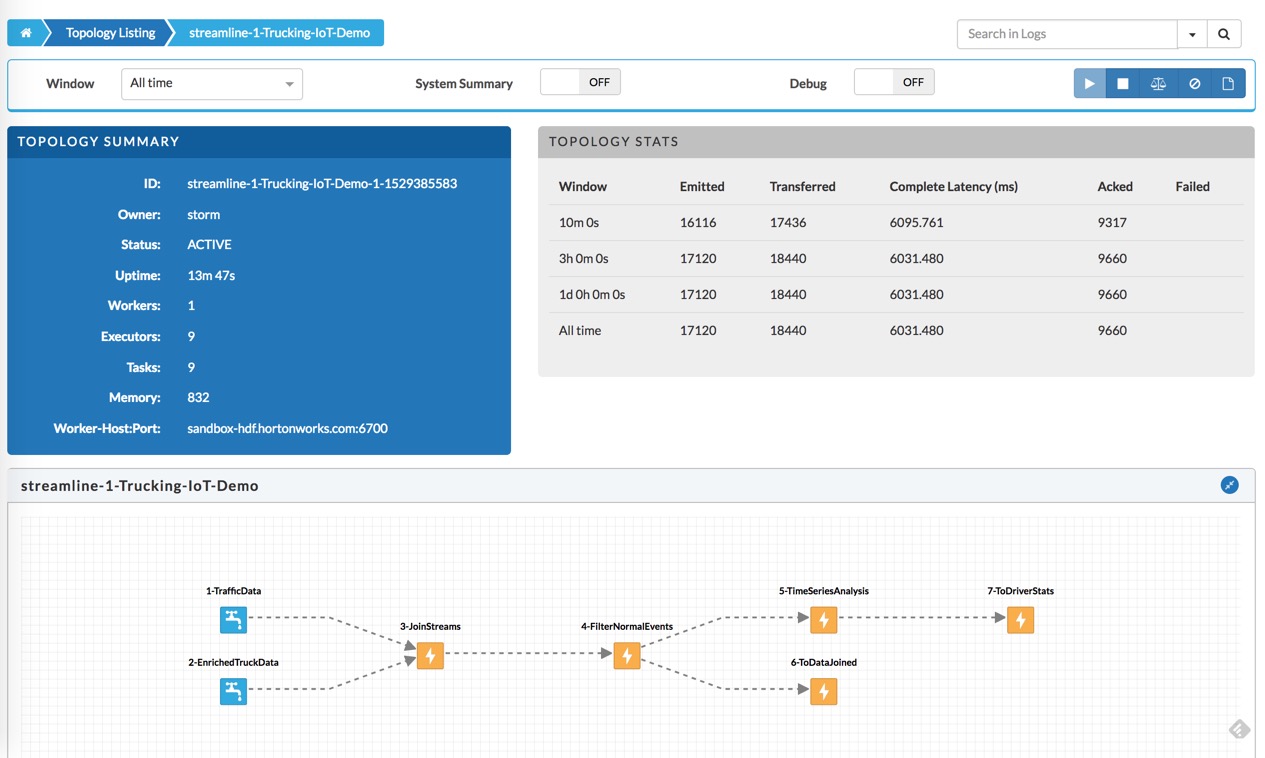 Topology Listing streamline-1-Trucking-IoT-Demo Search in Logs
Window All time System Summary OFF Debug OFF
TOPOLOGY SUMMARY
ID: streamline-1-Trucking-IoT-Demo-1-1529385583
Owner: storm
Status: ACTIVE
Uptime: 13m 47s
Workers: 1
Executors: 9
Tasks: 9
Memory: 832
Worker-Host:Port: sandbox-hdf.hortonworks.com:6700
TOPOLOGY STATS
Window Emitted Transferred Complete Latency (ms) Acked Failed
10m 0s 16116 17436 6095.761 9317
3h 0m 0s 17120 18440 6031.480 9660
1d 0h 0m 0s 17120 18440 6031.480 9660
All time 17120 18440 6031.480 9660
streamline-1-Trucking-IoT-Demo
1-TrafficData
2-EnrichedTruckData
3-JoinStreams
4-FilterNormalEvents
5-TimeSeriesAnalysis
6-ToDataJoined
7-ToDriverStats